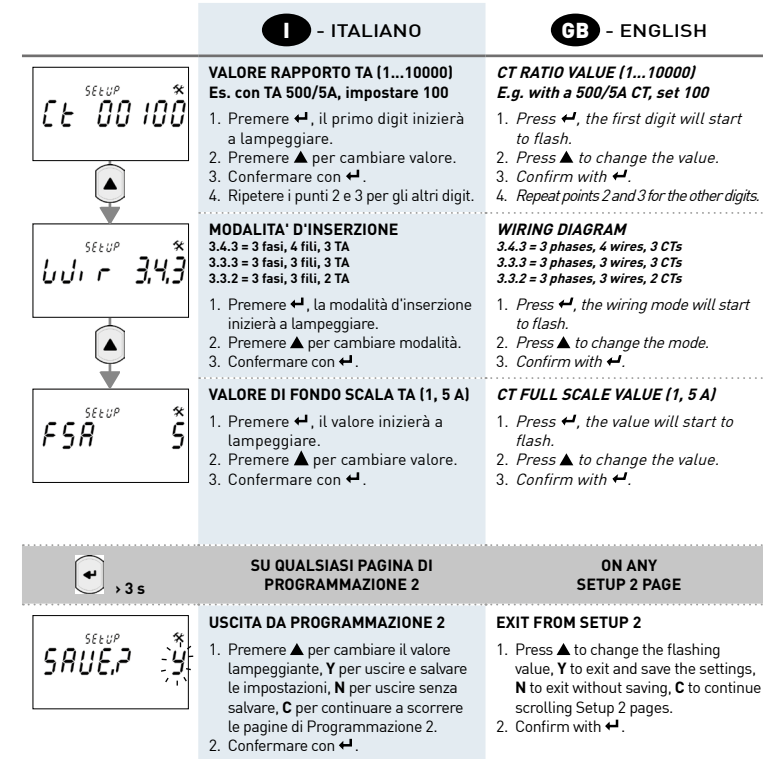 I - ITALIANO
GB - ENGLISH
SEtUP
Ct 00100
VALORE RAPPORTO TA (1...10000)
Es. con TA 500/5A, impostare 100
1. Premere ↵, il primo digit inizierà
a lampeggiare.
2. Premere ▲ per cambiare valore.
3. Confermare con ↵.
4. Ripetere i punti 2 e 3 per gli altri digit.
CT RATIO VALUE (1...10000)
E.g. with a 500/5A CT, set 100
1. Press ↵, the first digit will start
to flash.
2. Press ▲ to change the value.
3. Confirm with ↵.
4. Repeat points 2 and 3 for the other digits.
▲
SEtUP
Wir 3.4.3
MODALITA' D'INSERZIONE
3.4.3 = 3 fasi, 4 fili, 3 TA
3.3.3 = 3 fasi, 3 fili, 3 TA
3.3.2 = 3 fasi, 3 fili, 2 TA
1. Premere ↵, la modalità d'inserzione
inizierà a lampeggiare.
2. Premere ▲ per cambiare modalità.
3. Confermare con ↵.
WIRING DIAGRAM
3.4.3 = 3 phases, 4 wires, 3 CTs
3.3.3 = 3 phases, 3 wires, 3 CTs
3.3.2 = 3 phases, 3 wires, 2 CTs
1. Press ↵, the wiring mode will start
to flash.
2. Press ▲ to change the mode.
3. Confirm with ↵.
▲
SEtUP
FSA 5
VALORE DI FONDO SCALA TA (1, 5 A)
1. Premere ↵, il valore inizierà a
lampeggiare.
2. Premere ▲ per cambiare valore.
3. Confermare con ↵.
CT FULL SCALE VALUE (1, 5 A)
1. Press ↵, the value will start to
flash.
2. Press ▲ to change the value.
3. Confirm with ↵.
↵ › 3 s
SU QUALSIASI PAGINA DI
PROGRAMMAZIONE 2
ON ANY
SETUP 2 PAGE
SEtUP
SAVE? Y
USCITA DA PROGRAMMAZIONE 2
1. Premere ▲ per cambiare il valore
lampeggiante, Y per uscire e salvare
le impostazioni, N per uscire senza
salvare, C per continuare a scorrere
le pagine di Programmazione 2.
2. Confermare con ↵.
EXIT FROM SETUP 2
1. Press ▲ to change the flashing
value, Y to exit and save the settings,
N to exit without saving, C to continue
scrolling Setup 2 pages.
2. Confirm with ↵.